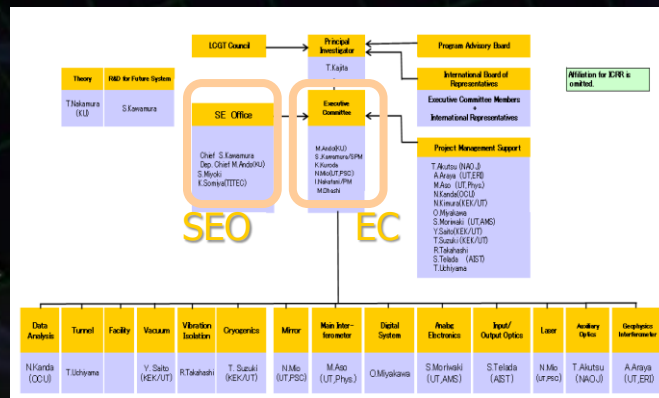 LCGT Council
Principal
Investigator
T.Kajita
Program Advisory Board
International Board of
Representatives
Executive Committee Members
+
International Representatives
Affiliation for ICRR is
omitted.
Theory
T.Nakamura
(KU)
R&D for Future System
S.Kawamura
SE Office
Chief S.Kawamura
Dep. Chief M.Ando(KU)
S.Miyoki
K.Somiya(TITEC)
SEO
Executive
Committee
M.Ando(KU)
S.Kawamura/SPM
K.Kuroda
N.Mio(UT,PSC)
I.Nakatani/PM
M.Ohashi
EC
Project Management Support
T.Akutsu (NAOJ)
A.Araya (UT,ERI)
M.Aso (UT,Phys.)
N.Kanda(OCU)
N.Kimura(KEK/UT)
O.Miyakawa
S.Moriwaki (UT,AMS)
Y.Saito(KEK/UT)
T.Suzuki(KEK/UT)
R.Takahashi
S.Telada (AIST)
T.Uchiyama
Data
Analysis
N.Kanda
(OCU)
Tunnel
T.Uchiyama
Facility
Vacuum
Y. Saito
(KEK/UT)
Vibration
Isolation
R.Takahashi
Cryogenics
T. Suzuki
(KEK/UT)
Mirror
N.Mio
(UT,PSC)
Main Inter-
ferometer
M.Aso
(UT,Phys.)
Digital
System
O.Miyakawa
Analog
Electronics
S.Moriwaki
(UT,AMS)
Input/
Output Optics
S.Telada
(AIST)
Laser
N.Mio
(UT,PSC)
Auxiliary
Optics
T.Akutsu
(NAOJ)
Geophysics
Interferometer
A.Araya
(UT,ERI)